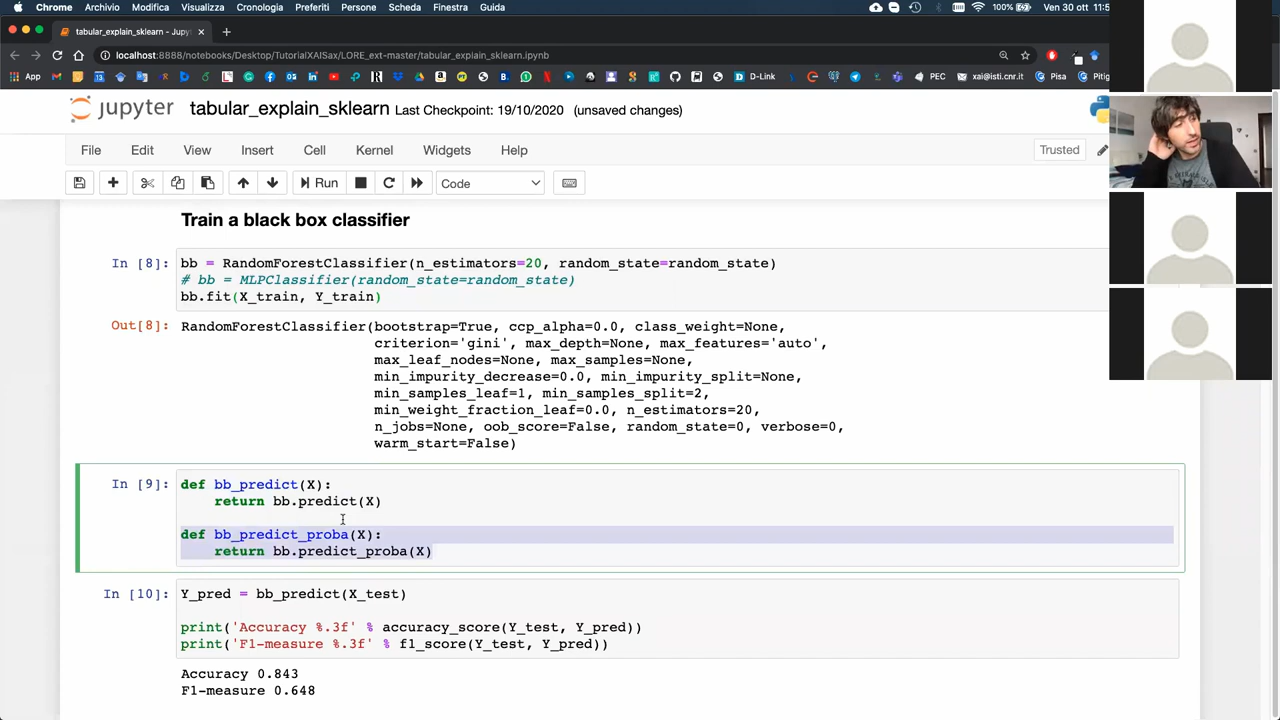 Chrome Archivio Modifica Visualizza Cronologia Preferiti Persone Scheda Finestra Guida 100% Ven 30 ott 11:5
tabular_explain_sklearn - Jupyt
localhost:8888/notebooks/Desktop/TutorialXAISax/LORE_ext-master/tabular_explain_sklearn.ipynb
App D-Link PEC xai@isti.cnr.it Pisa Pitig
jupyter tabular_explain_sklearn Last Checkpoint: 19/10/2020 (unsaved changes)
File Edit View Insert Cell Kernel Widgets Help Trusted
Run Code
Train a black box classifier
In [8]: bb = RandomForestClassifier(n_estimators=20, random_state=random_state)
# bb = MLPClassifier(random_state=random_state)
bb.fit(X_train, Y_train)
Out[8]: RandomForestClassifier(bootstrap=True, ccp_alpha=0.0, class_weight=None,
criterion='gini', max_depth=None, max_features='auto',
max_leaf_nodes=None, max_samples=None,
min_impurity_decrease=0.0, min_impurity_split=None,
min_samples_leaf=1, min_samples_split=2,
min_weight_fraction_leaf=0.0, n_estimators=20,
n_jobs=None, oob_score=False, random_state=0, verbose=0,
warm_start=False)
In [9]: def bb_predict(X):
return bb.predict(X)
def bb_predict_proba(X):
return bb.predict_proba(X)
In [10]: Y_pred = bb_predict(X_test)
print('Accuracy %.3f' % accuracy_score(Y_test, Y_pred))
print('F1-measure %.3f' % f1_score(Y_test, Y_pred))
Accuracy 0.843
F1-measure 0.648